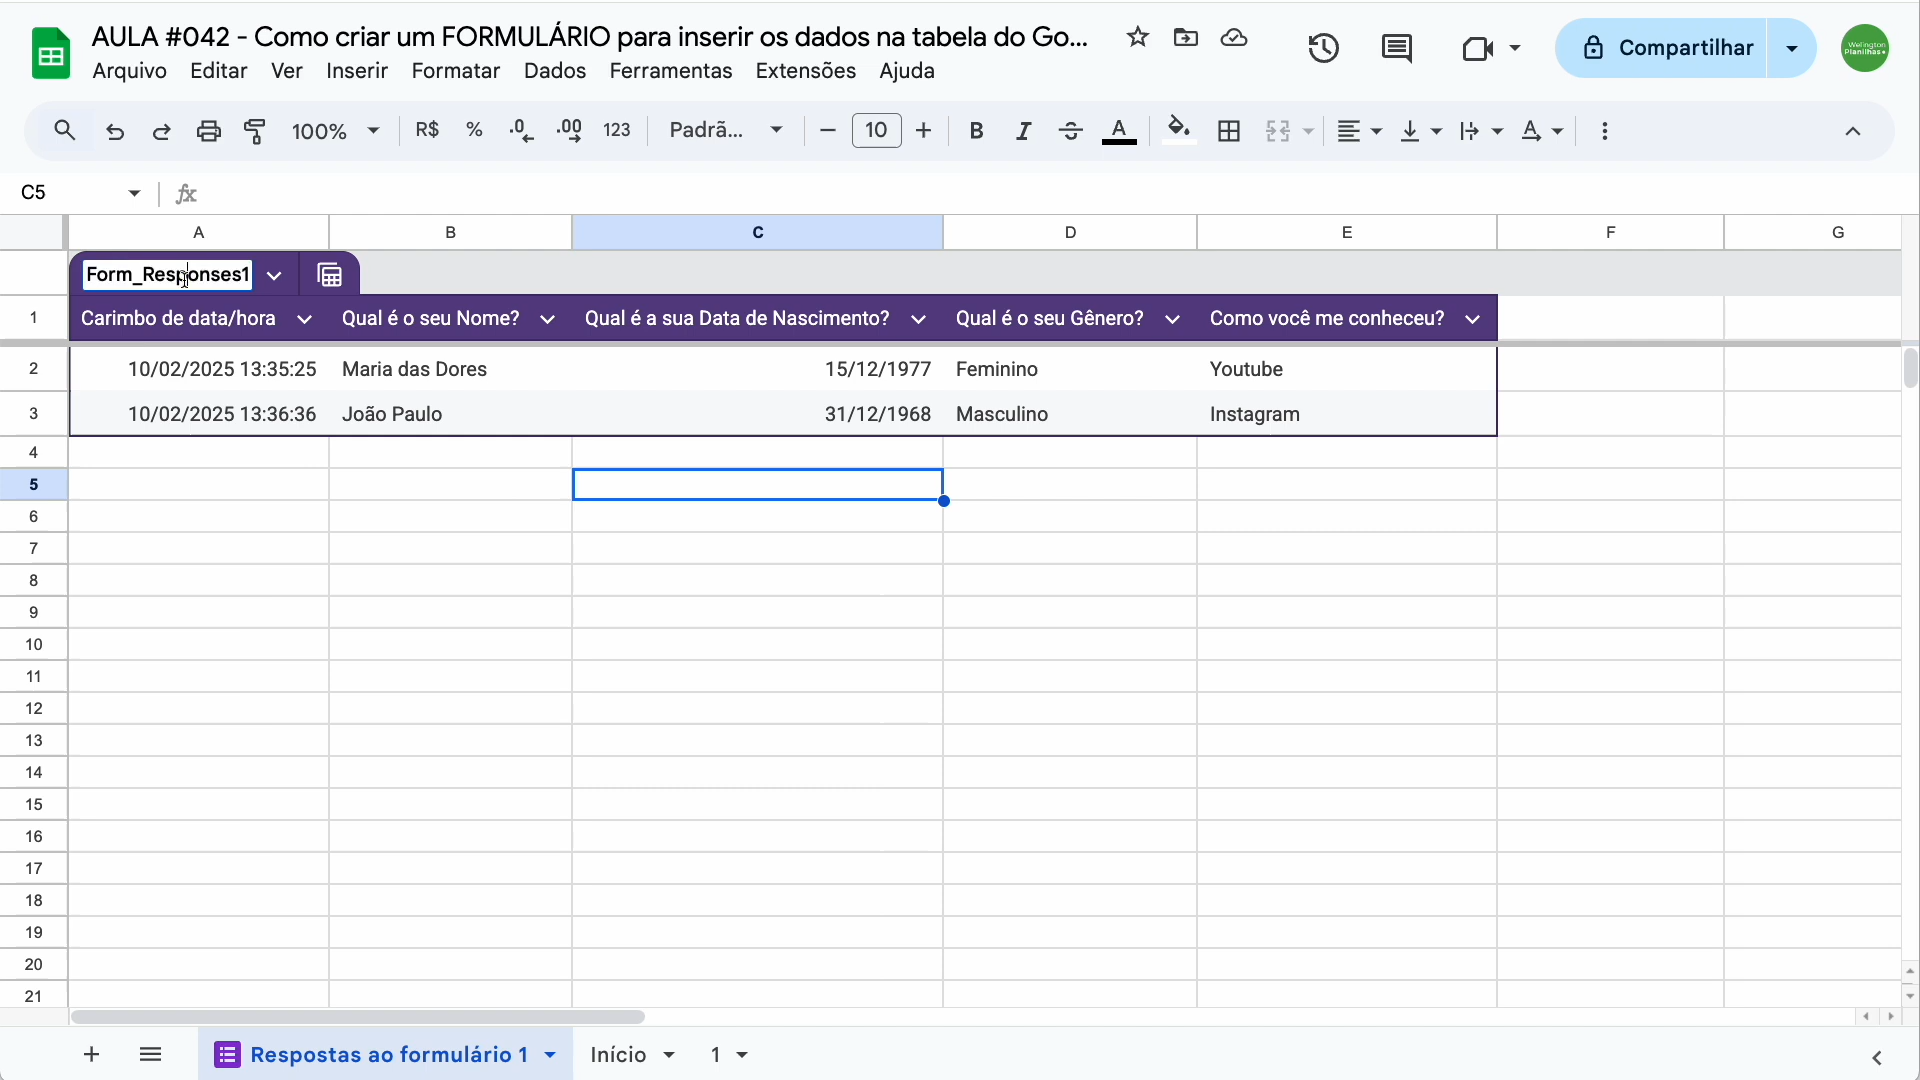 AULA #042 - Como criar um FORMULÁRIO para inserir os dados na tabela do Go...
Arquivo Editar Ver Inserir Formatar Dados Ferramentas Extensões Ajuda
Compartilhar
Welington Planilhas
100% R$ % .0 .00 123 Padrã... 10 B I S A A
C5 fx
A B C D E F G
Form_Responses1
1 Carimbo de data/hora Qual é o seu Nome? Qual é a sua Data de Nascimento? Qual é o seu Gênero? Como você me conheceu?
2 10/02/2025 13:35:25 Maria das Dores 15/12/1977 Feminino Youtube
3 10/02/2025 13:36:36 João Paulo 31/12/1968 Masculino Instagram
4
5
6
7
8
9
10
11
12
13
14
15
16
17
18
19
20
21
Respostas ao formulário 1 Início 1